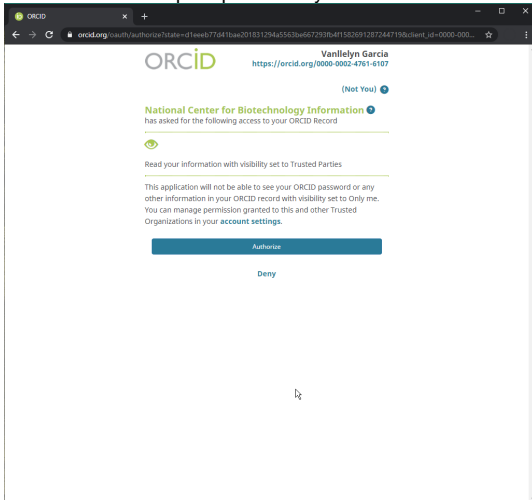 ORCID
orcid.org/oauth/authorize?state=d1eeeb77d41bae201831294a5563be667293fb4f1582691287244719&client_id=0000-000...
ORCiD
Vanllelyn Garcia
https://orcid.org/0000-0002-4761-6107
(Not You) ?
National Center for Biotechnology Information ?
has asked for the following access to your ORCID Record
Read your information with visibility set to Trusted Parties
This application will not be able to see your ORCID password or any
other information in your ORCID record with visibility set to Only me.
You can manage permission granted to this and other Trusted
Organizations in your account settings.
Authorize
Deny